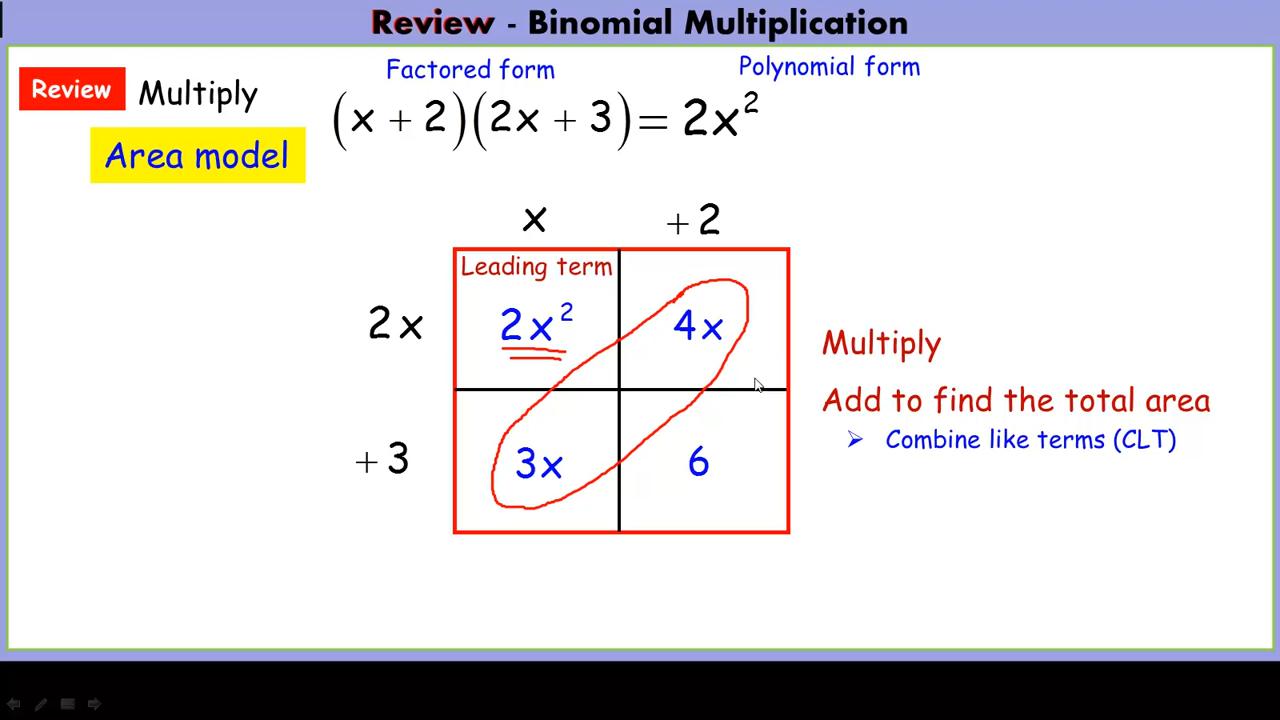 Review - Binomial Multiplication
Factored form
Polynomial form
Review
Multiply
(x + 2)(2x + 3) = 2x²
Area model
x
+ 2
Leading term
2x
2x²
4x
Multiply
Add to find the total area
➢ Combine like terms (CLT)
+ 3
3x
6